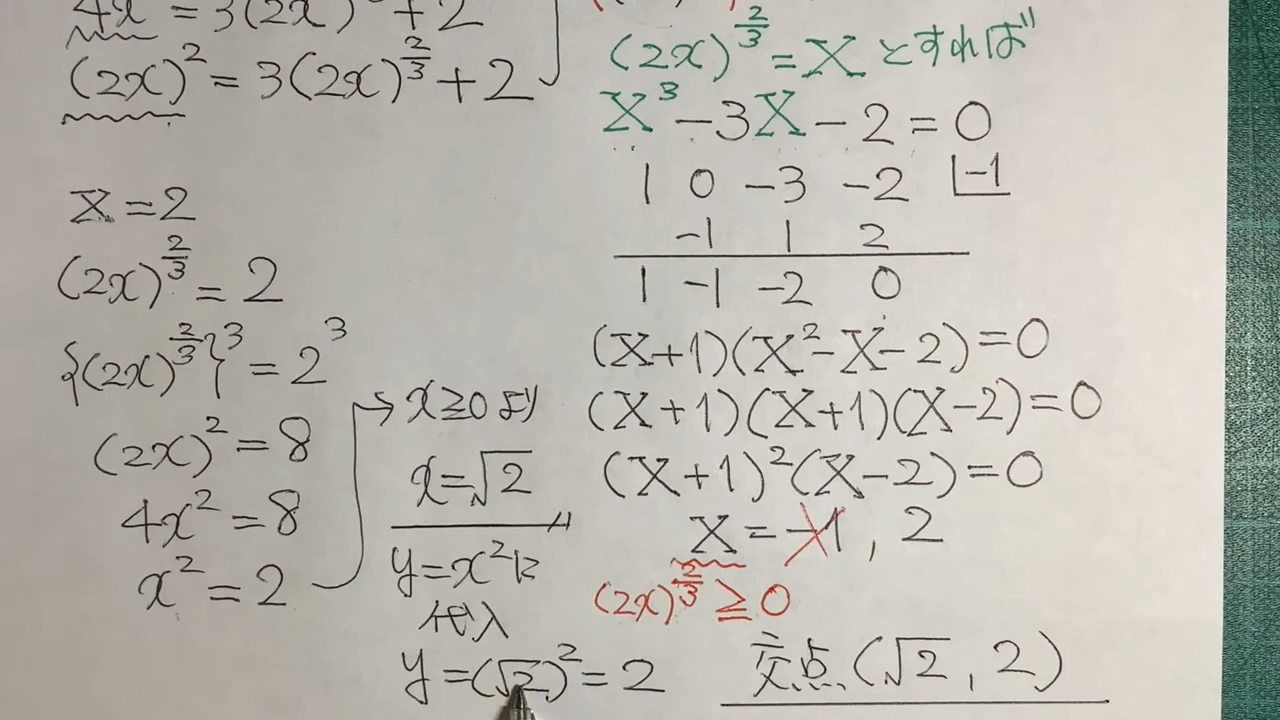 4x = 3(2x) + 2
(2x)^2 = 3(2x)^{2/3} + 2
X = 2
(2x)^{2/3} = 2
{(2x)^{2/3}}^3 = 2^3
(2x)^2 = 8
4x^2 = 8
x^2 = 2
x≧0より
x = √2
y = x^2に
代入
y = (√2)^2 = 2
(2x)^{2/3} = X とすれば
X^3 - 3X - 2 = 0
1 0 -3 -2 |-1
-1 1 2
1 -1 -2 0
(X+1)(X^2-X-2)=0
(X+1)(X+1)(X-2)=0
(X+1)^2(X-2)=0
X = -1, 2
(2x)^{2/3} ≧ 0
交点(√2, 2)